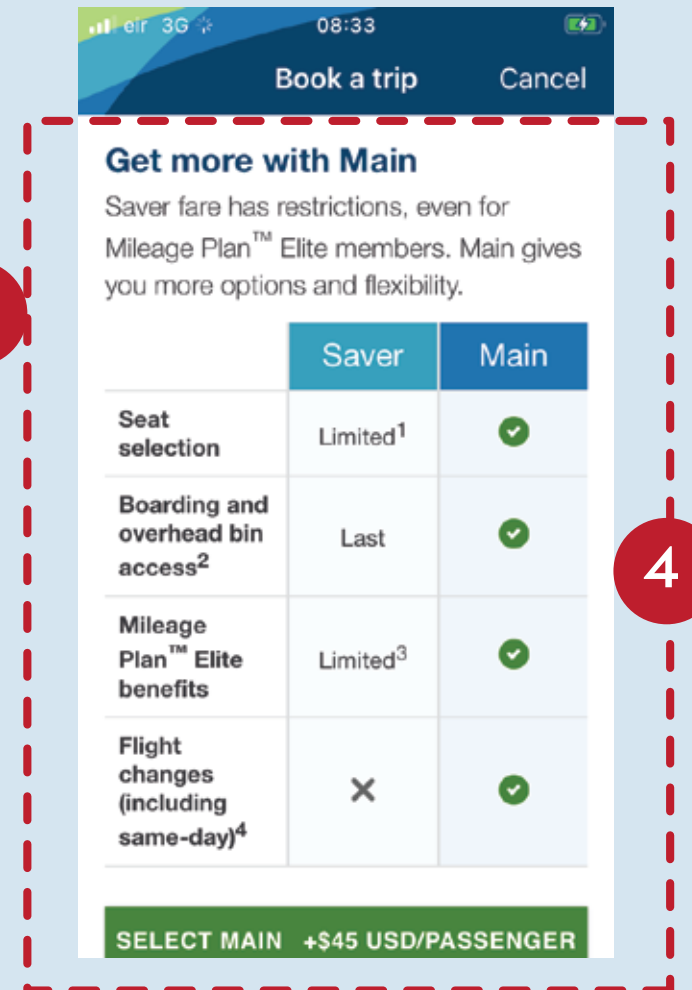 eir 3G 08:33
Book a trip Cancel
Get more with Main
Saver fare has restrictions, even for
Mileage Plan™ Elite members. Main gives
you more options and flexibility.
Saver Main
Seat
selection
Limited1
Boarding and
overhead bin
access2
Last
Mileage
Plan™ Elite
benefits
Limited3
Flight
changes
(including
same-day)4
4
SELECT MAIN +$45 USD/PASSENGER